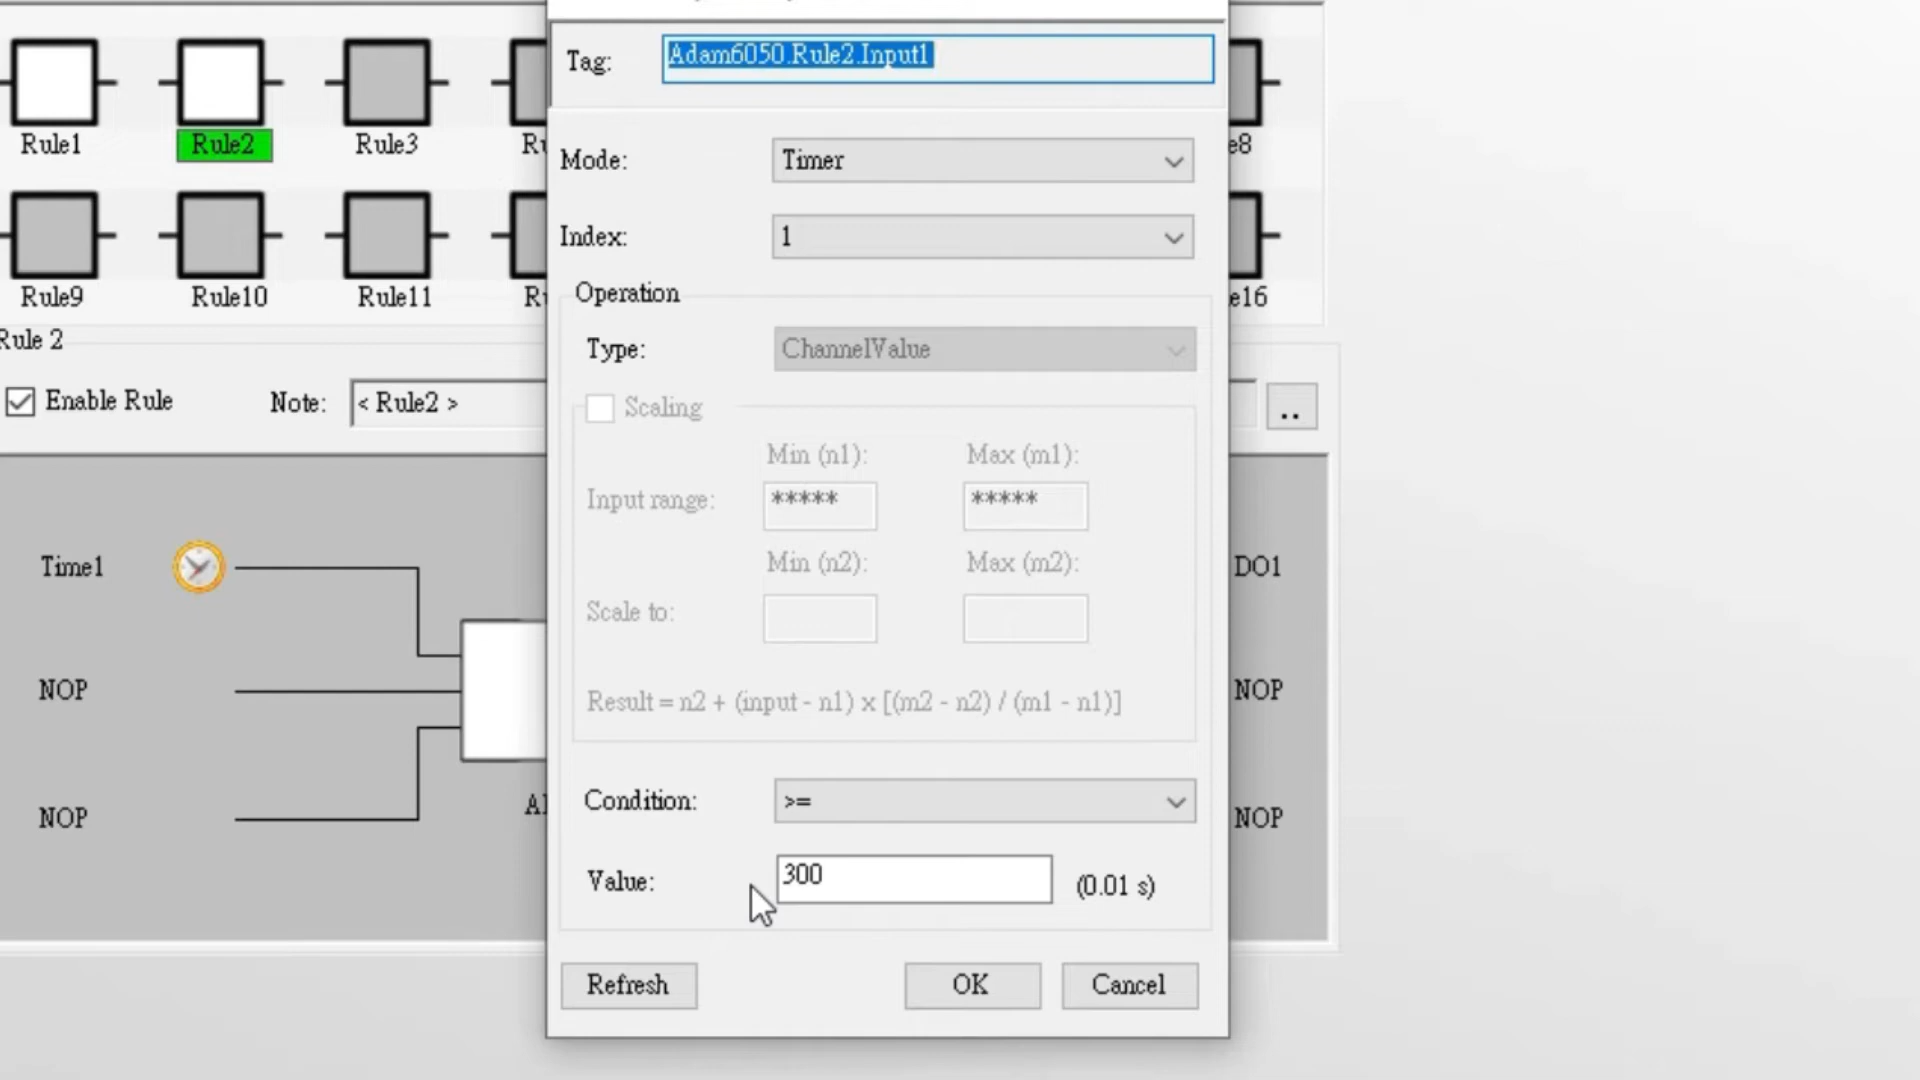 Tag: Adam6050.Rule2.Input1
Rule1 Rule2 Rule3
Mode: Timer
Index: 1
Rule9 Rule10 Rule11 e16
Operation
Rule 2
Type: ChannelValue
Enable Rule Note: < Rule2 > ..
Scaling
Min (n1): Max (m1):
Input range: ***** *****
Min (n2): Max (m2):
Time1 DO1
Scale to:
NOP NOP
Result = n2 + (input - n1) x [(m2 - n2) / (m1 - n1)]
Condition: >=
NOP NOP
Value: 300 (0.01 s)
Refresh OK Cancel